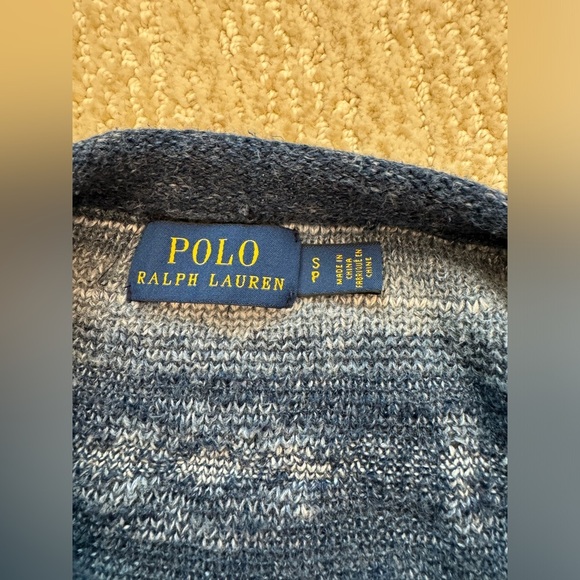 POLO
RALPH LAUREN
S
P
MADE IN
CHINA
FABRIQUÉ EN
CHINE